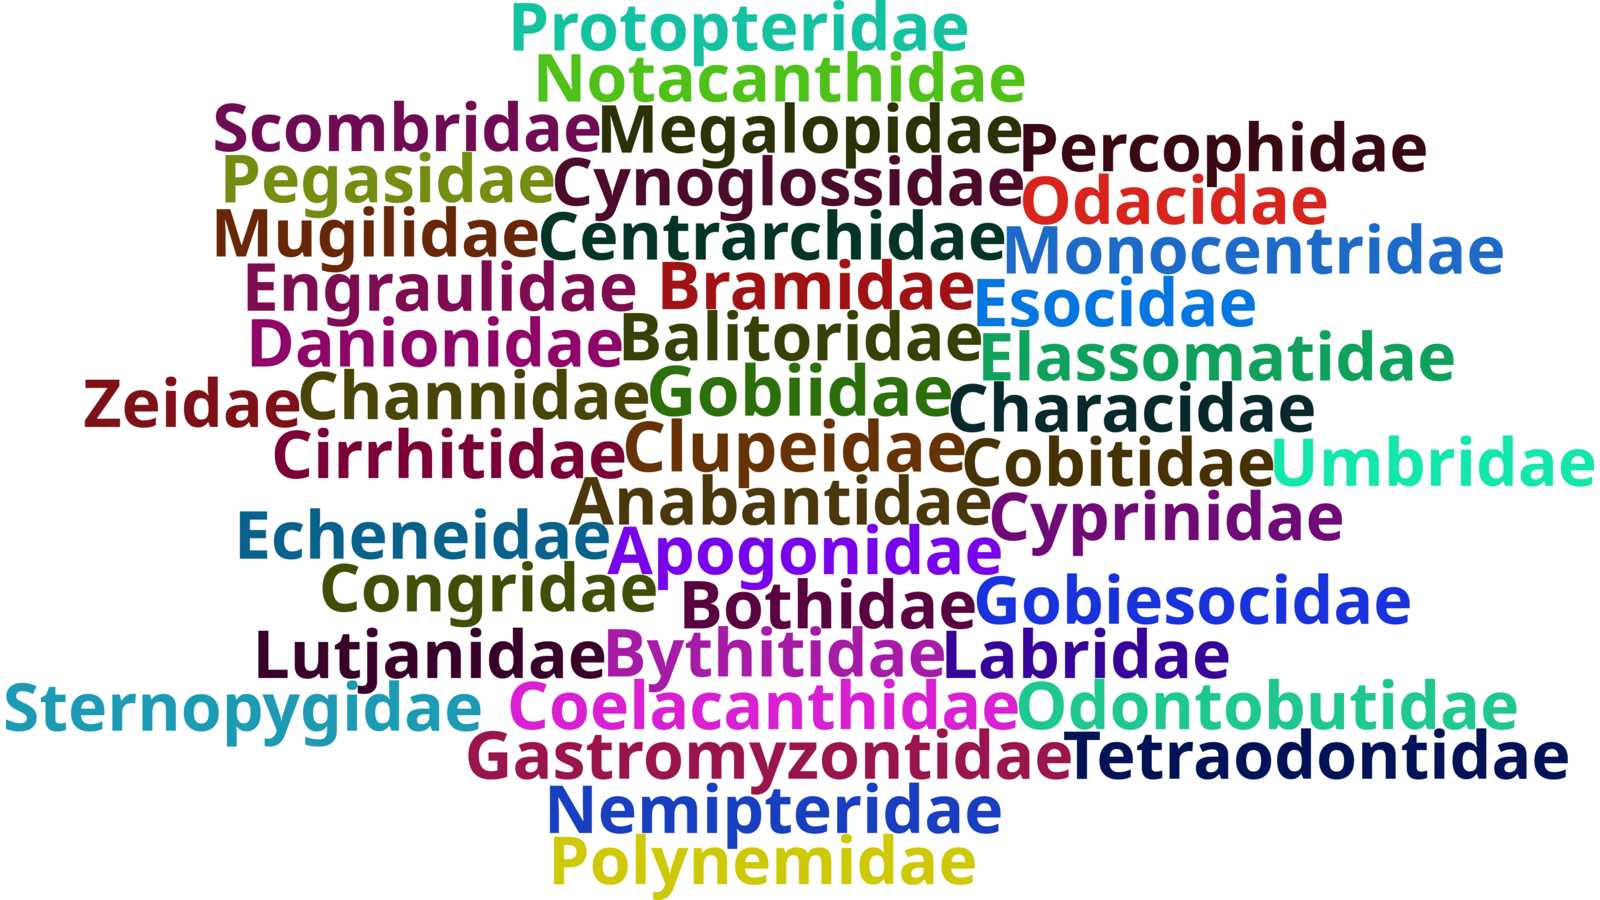 Protopteridae
Notacanthidae
Scombridae Megalopidae Percophidae
Pegasidae Cynoglossidae Odacidae
Mugilidae Centrarchidae Monocentridae
Engraulidae Bramidae Esocidae
Danionidae Balitoridae Elassomatidae
Zeidae Channidae Gobiidae Characidae
Cirrhitidae Clupeidae Cobitidae Umbridae
Anabantidae Cyprinidae
Echeneidae Apogonidae
Congridae Bothidae Gobiesocidae
Lutjanidae Bythitidae Labridae
Sternopygidae Coelacanthidae Odontobutidae
Gastromyzontidae Tetraodontidae
Nemipteridae
Polynemidae